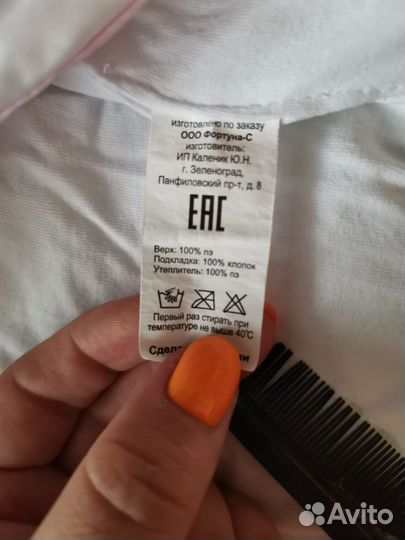 изготовлено по заказу
ООО Фортуна-С
изготовитель:
ИП Каленик Ю.Н.
г. Зеленоград,
Панфиловский пр-т, д. 8
ЕАС
Верх: 100% пэ
Подкладка: 100% хлопок
Утеплитель: 100% пэ
Первый раз стирать при
температуре не выше 40°С
Avito